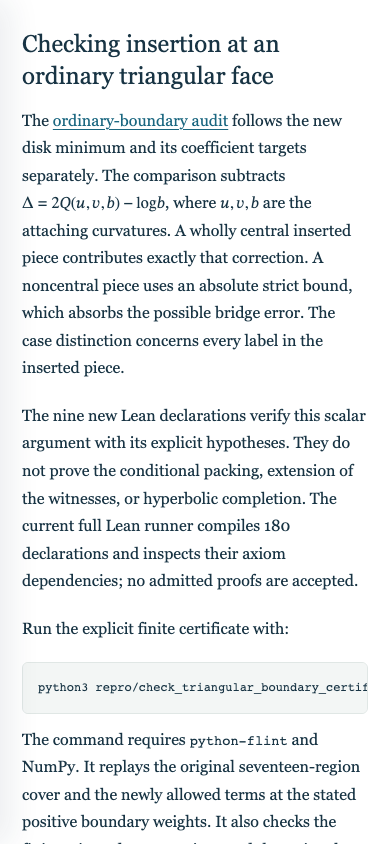 Checking insertion at an
ordinary triangular face
The ordinary-boundary audit follows the new
disk minimum and its coefficient targets
separately. The comparison subtracts
Δ = 2Q(u,v,b) − logb, where u,v,b are the
attaching curvatures. A wholly central inserted
piece contributes exactly that correction. A
noncentral piece uses an absolute strict bound,
which absorbs the possible bridge error. The
case distinction concerns every label in the
inserted piece.
The nine new Lean declarations verify this scalar
argument with its explicit hypotheses. They do
not prove the conditional packing, extension of
the witnesses, or hyperbolic completion. The
current full Lean runner compiles 180
declarations and inspects their axiom
dependencies; no admitted proofs are accepted.
Run the explicit finite certificate with:
python3 repro/check_triangular_boundary_certif
The command requires python-flint and
NumPy. It replays the original seventeen-region
cover and the newly allowed terms at the stated
positive boundary weights. It also checks the